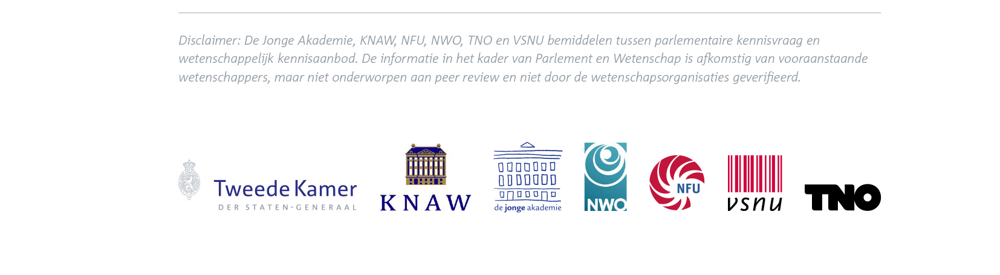 Disclaimer: De Jonge Akademie, KNAW, NFU, NWO, TNO en VSNU bemiddelen tussen parlementaire kennisvraag en
wetenschappelijk kennisaanbod. De informatie in het kader van Parlement en Wetenschap is afkomstig van vooraanstaande
wetenschappers, maar niet onderworpen aan peer review en niet door de wetenschapsorganisaties geverifieerd.
Tweede Kamer
DER STATEN-GENERAAL
KNAW
de jonge akademie
NWO
NFU
vsnu
TNO